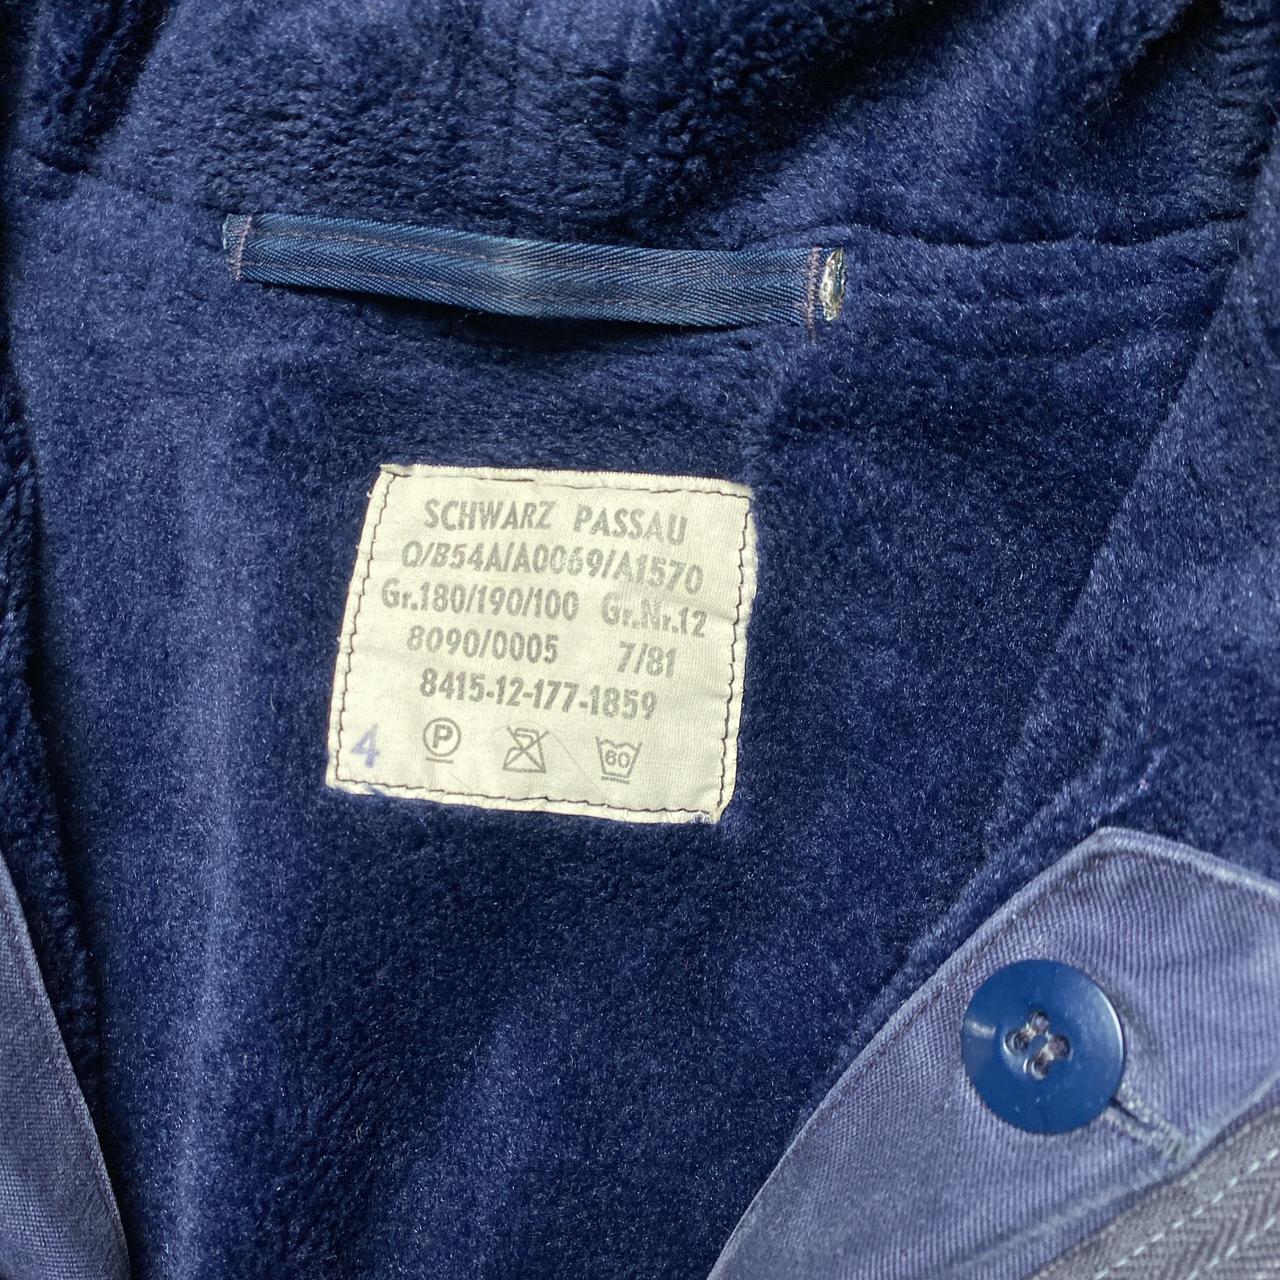 SCHWARZ PASSAU
O/B54A/A0069/A1570
Gr.180/190/100 Gr.Nr.12
8090/0005 7/81
8415-12-177-1859
4 P 60